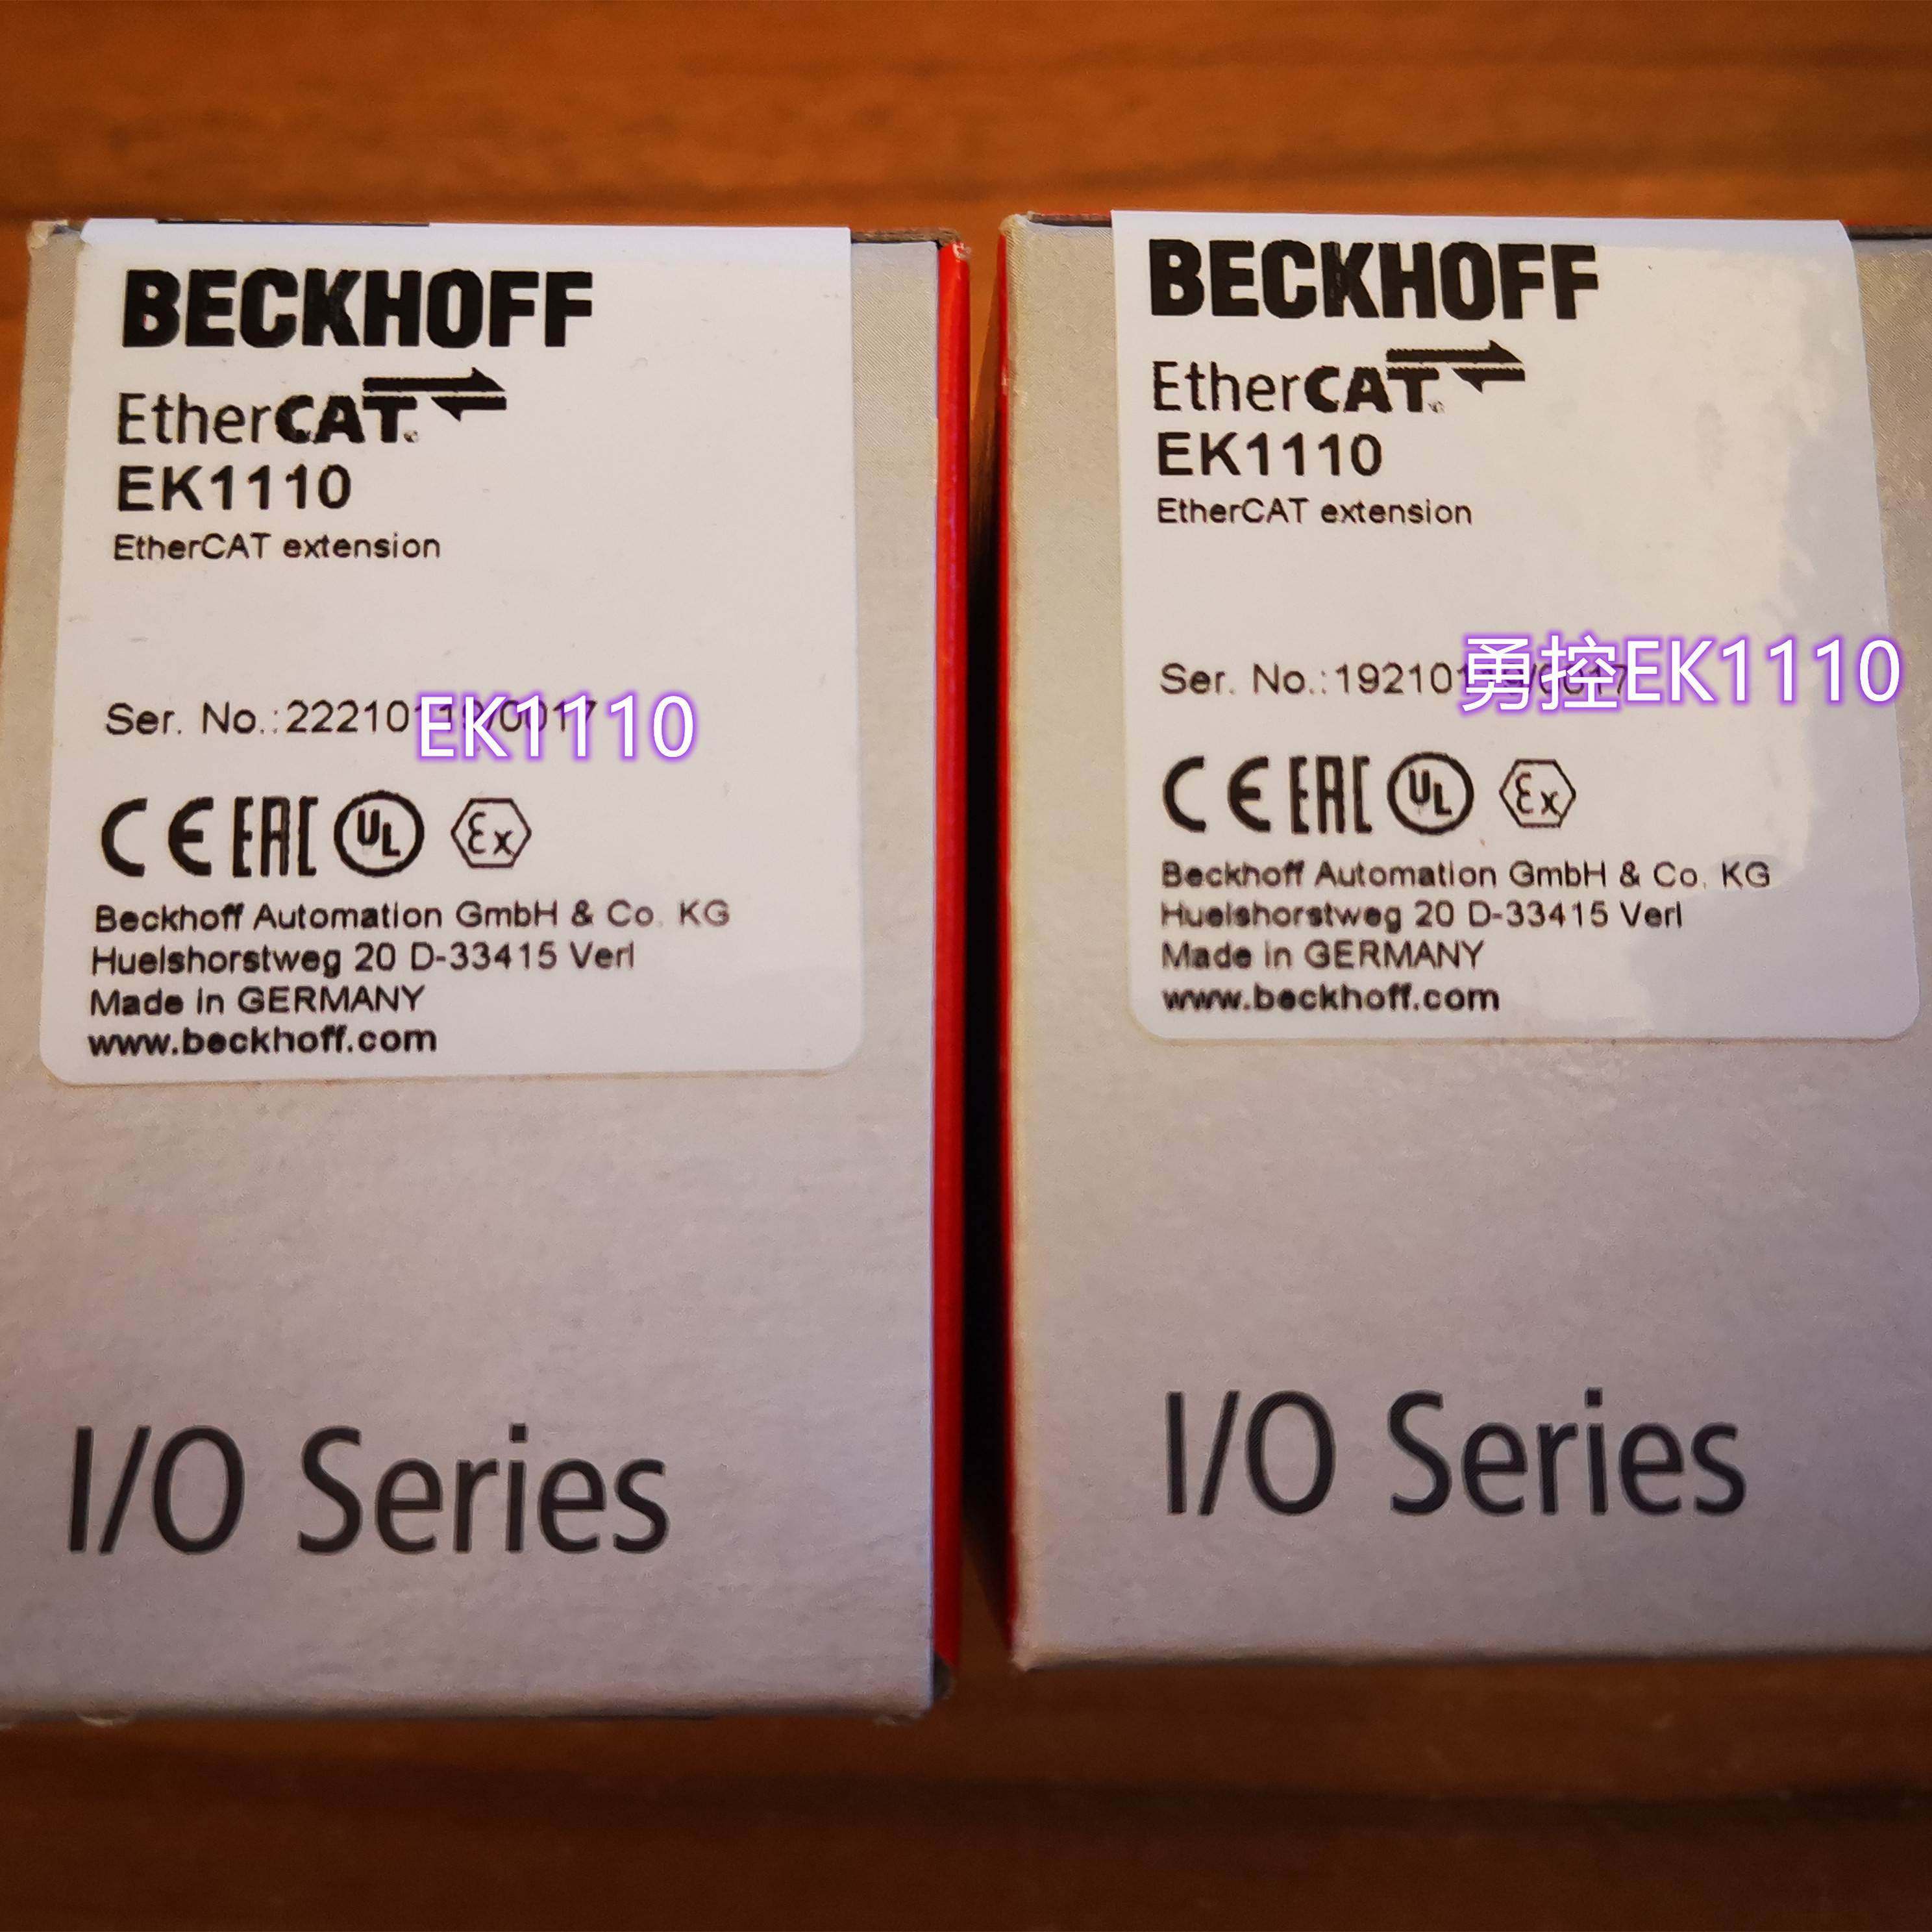 BECKHOFF
EtherCAT
EK1110
EtherCAT extension
Ser. No.:22210119/0017
EK1110
CE EAC UL Ex
Beckhoff Automation GmbH & Co. KG
Huelshorstweg 20 D-33415 Verl
Made in GERMANY
www.beckhoff.com
I/O Series
BECKHOFF
EtherCAT
EK1110
EtherCAT extension
Ser. No.:
勇控EK1110
CE EAC UL Ex
Beckhoff Automation GmbH & Co. KG
Huelshorstweg 20 D-33415 Verl
Made in GERMANY
www.beckhoff.com
I/O Series